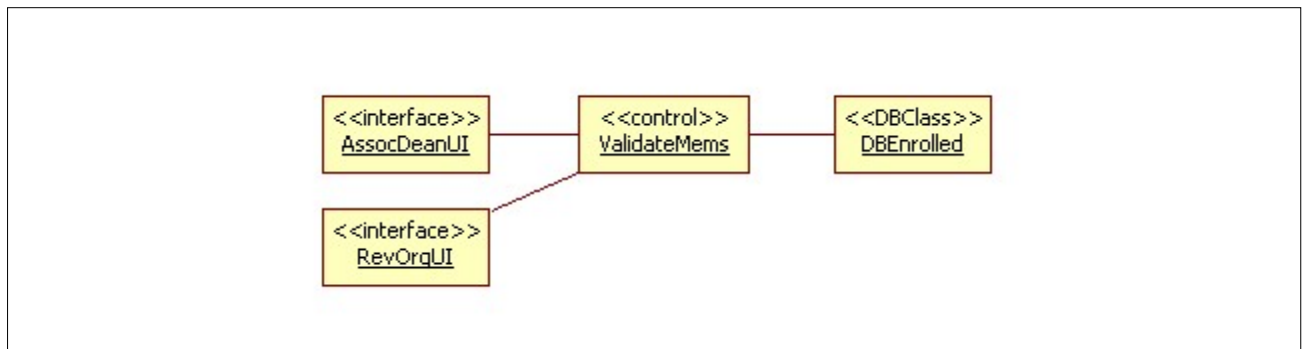 <<interface>>
AssocDeanUI
<<control>>
ValidateMems
<<DBClass>>
DBEnrolled
<<interface>>
RevOrgUI